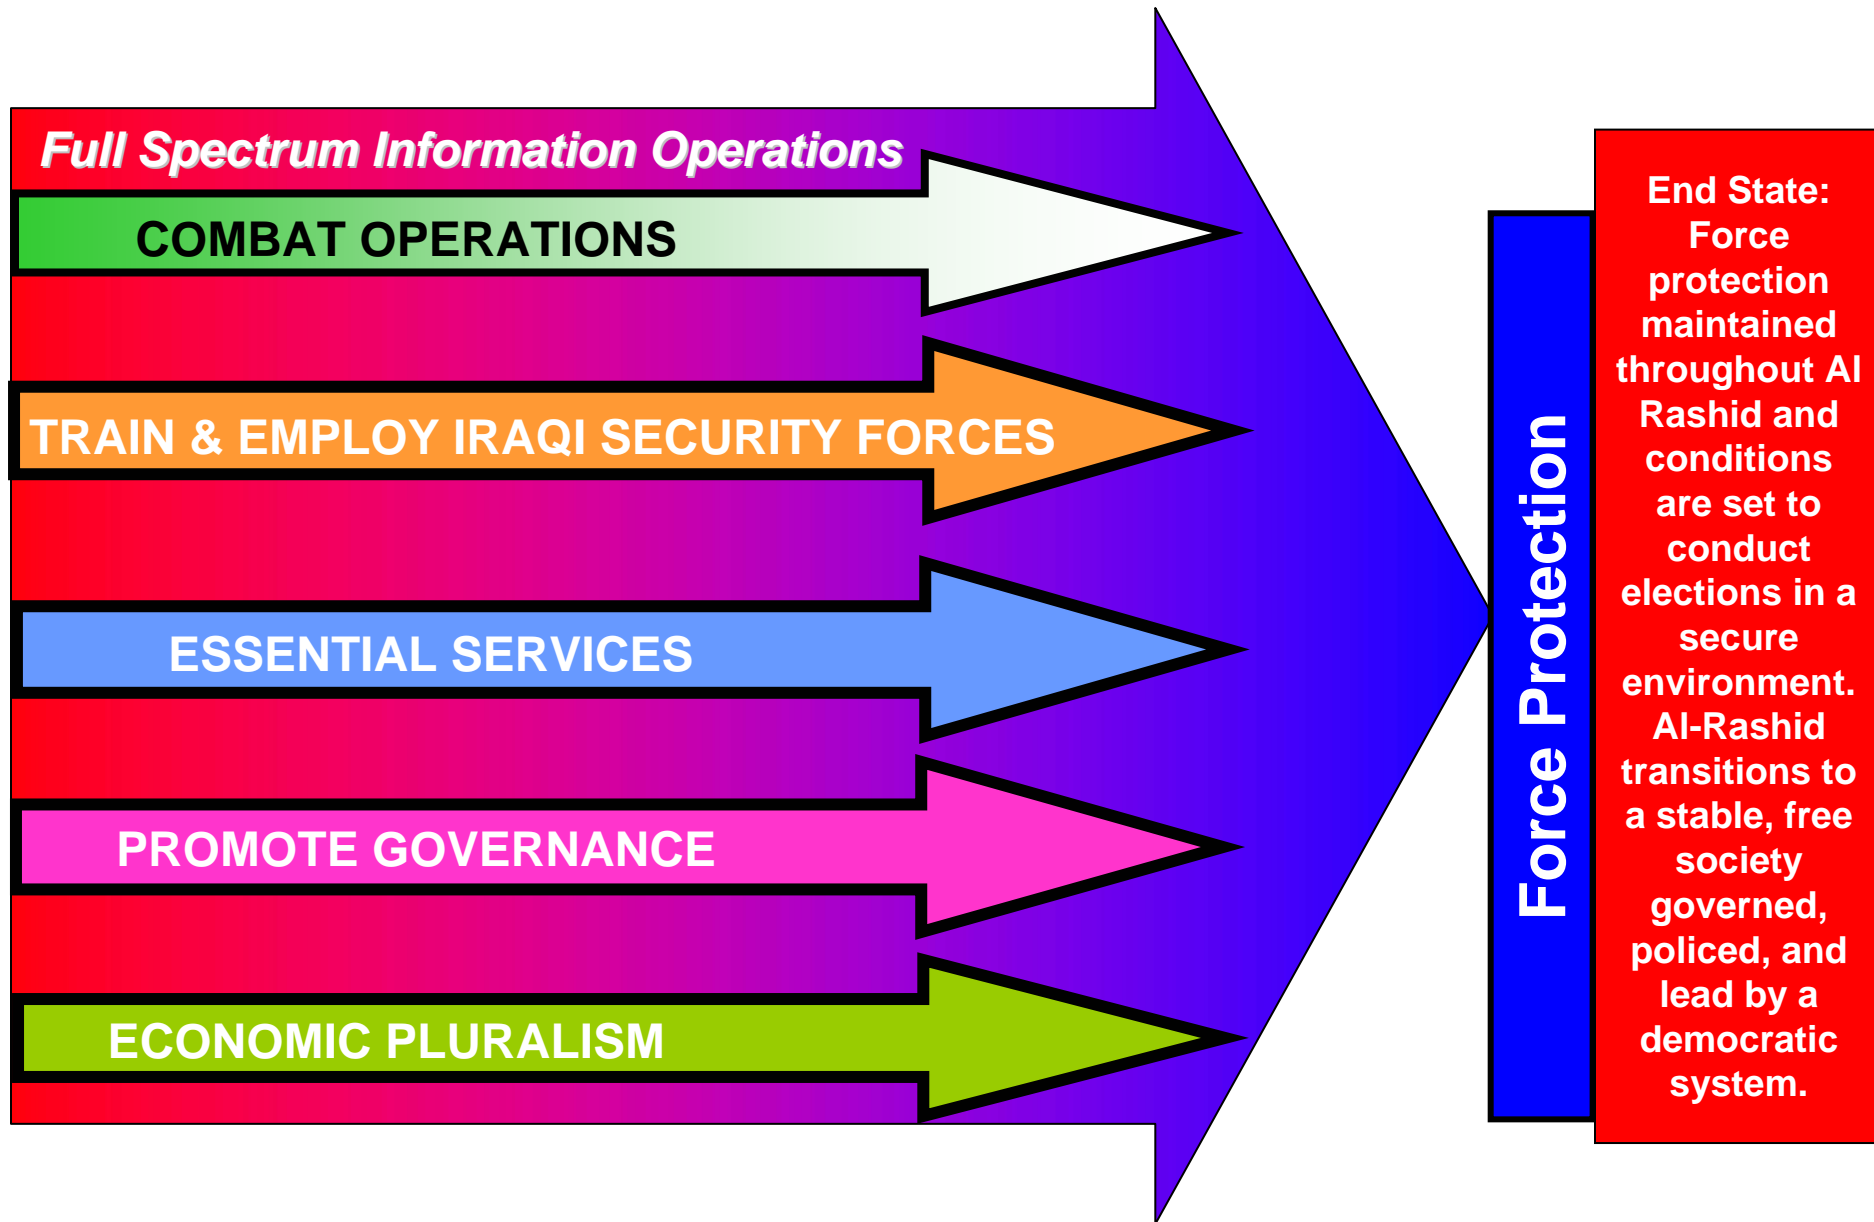 Full Spectrum Information Operations
COMBAT OPERATIONS
TRAIN & EMPLOY IRAQI SECURITY FORCES
ESSENTIAL SERVICES
PROMOTE GOVERNANCE
ECONOMIC PLURALISM
Force Protection
End State:
Force
protection
maintained
throughout Al
Rashid and
conditions
are set to
conduct
elections in a
secure
environment.
Al-Rashid
transitions to
a stable, free
society
governed,
policed, and
lead by a
democratic
system.